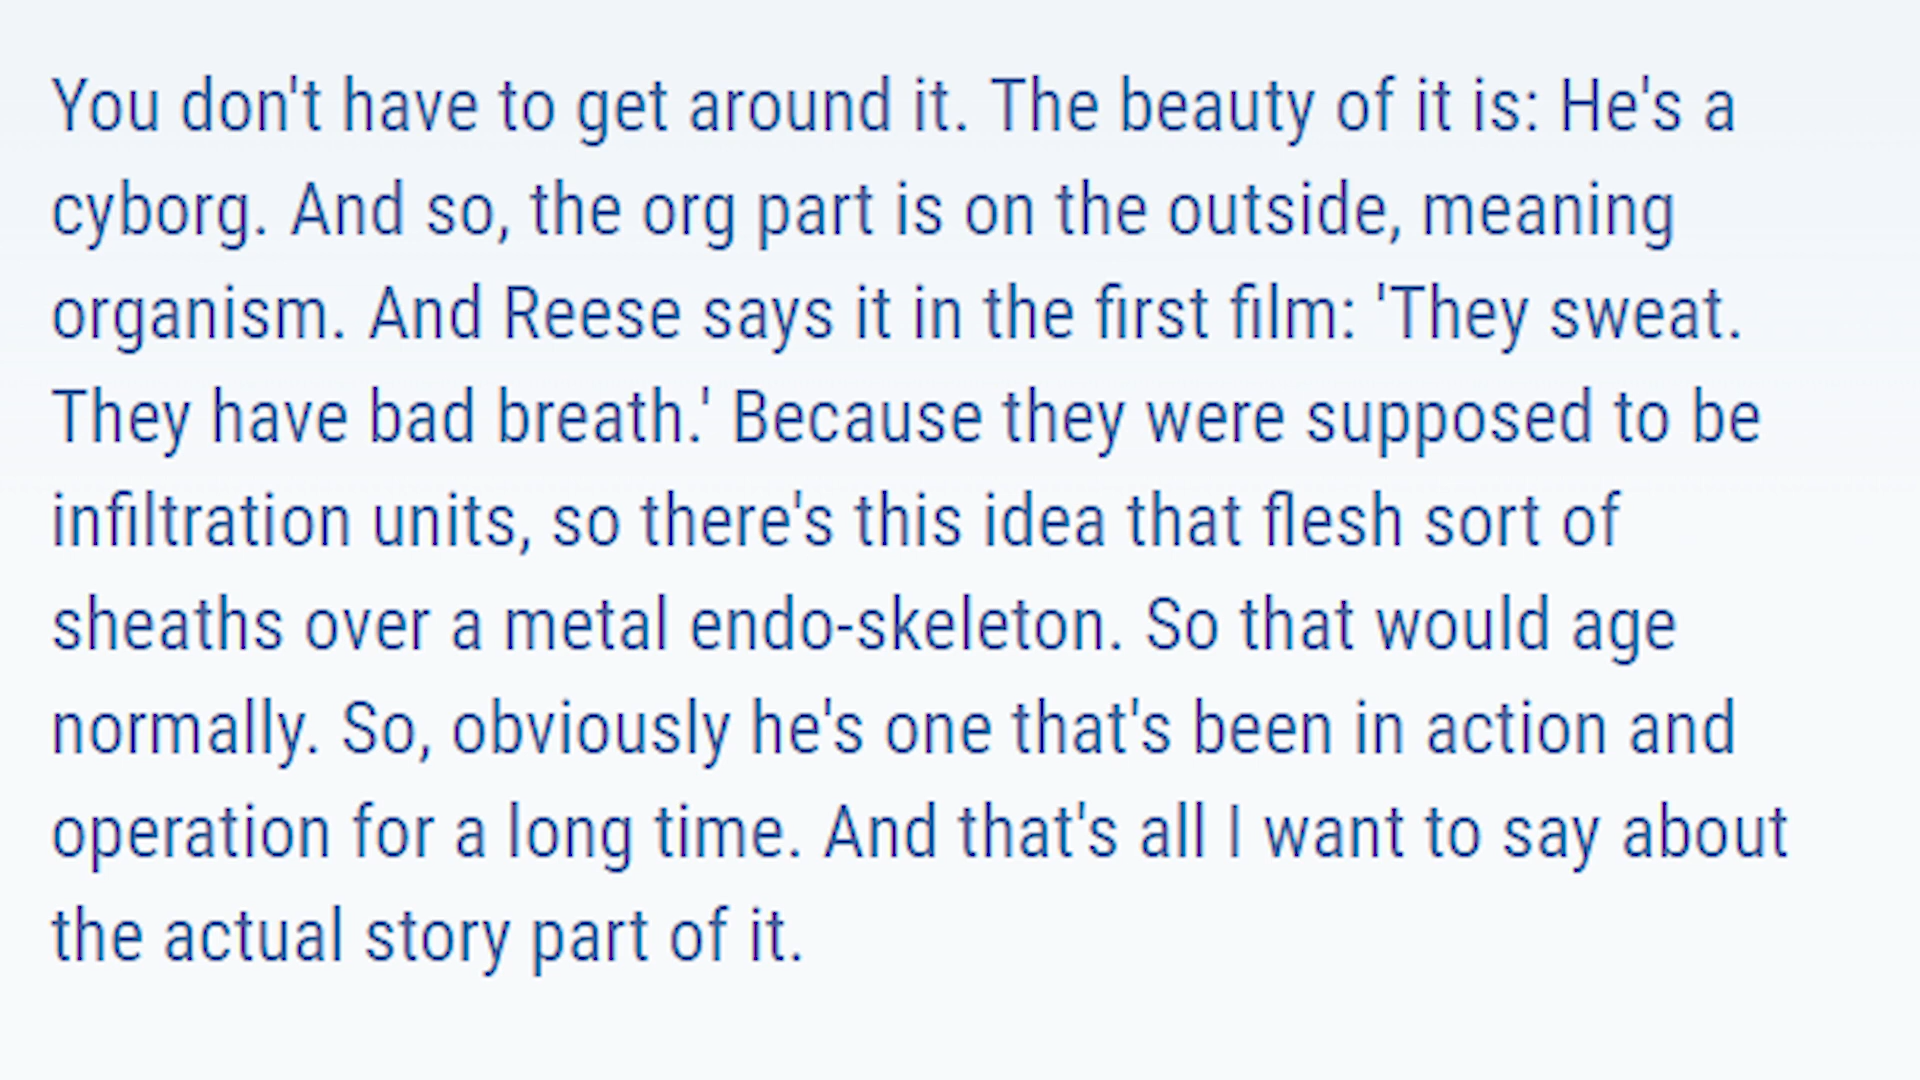 You don't have to get around it. The beauty of it is: He's a
cyborg. And so, the org part is on the outside, meaning
organism. And Reese says it in the first film: 'They sweat.
They have bad breath.' Because they were supposed to be
infiltration units, so there's this idea that flesh sort of
sheaths over a metal endo-skeleton. So that would age
normally. So, obviously he's one that's been in action and
operation for a long time. And that's all I want to say about
the actual story part of it.